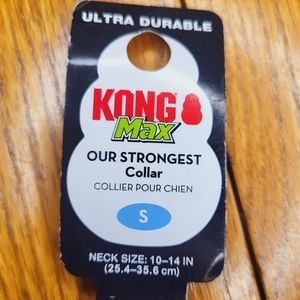 ULTRA DURABLE
KONG
Max
OUR STRONGEST
Collar
COLLIER POUR CHIEN
S
NECK SIZE: 10–14 IN
(25.4–35.6 cm)